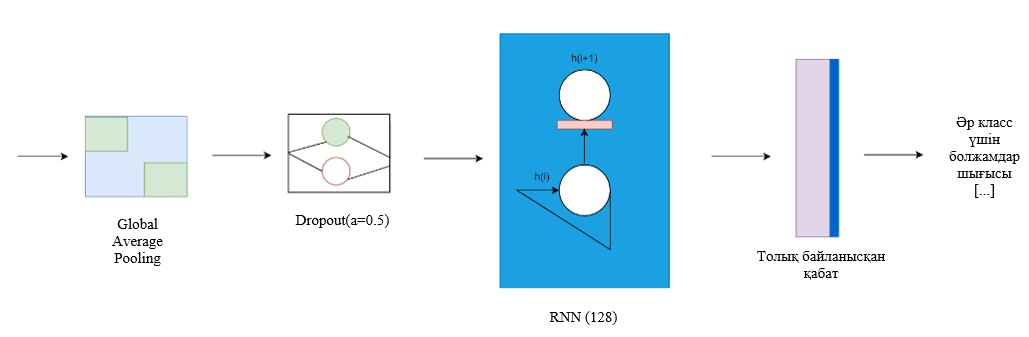 Global
Average
Pooling
Dropout(a=0.5)
h(i+1)
h(i)
RNN (128)
Толық байланысқан
қабат
Әр класс
үшін
болжамдар
шығысы
[...]